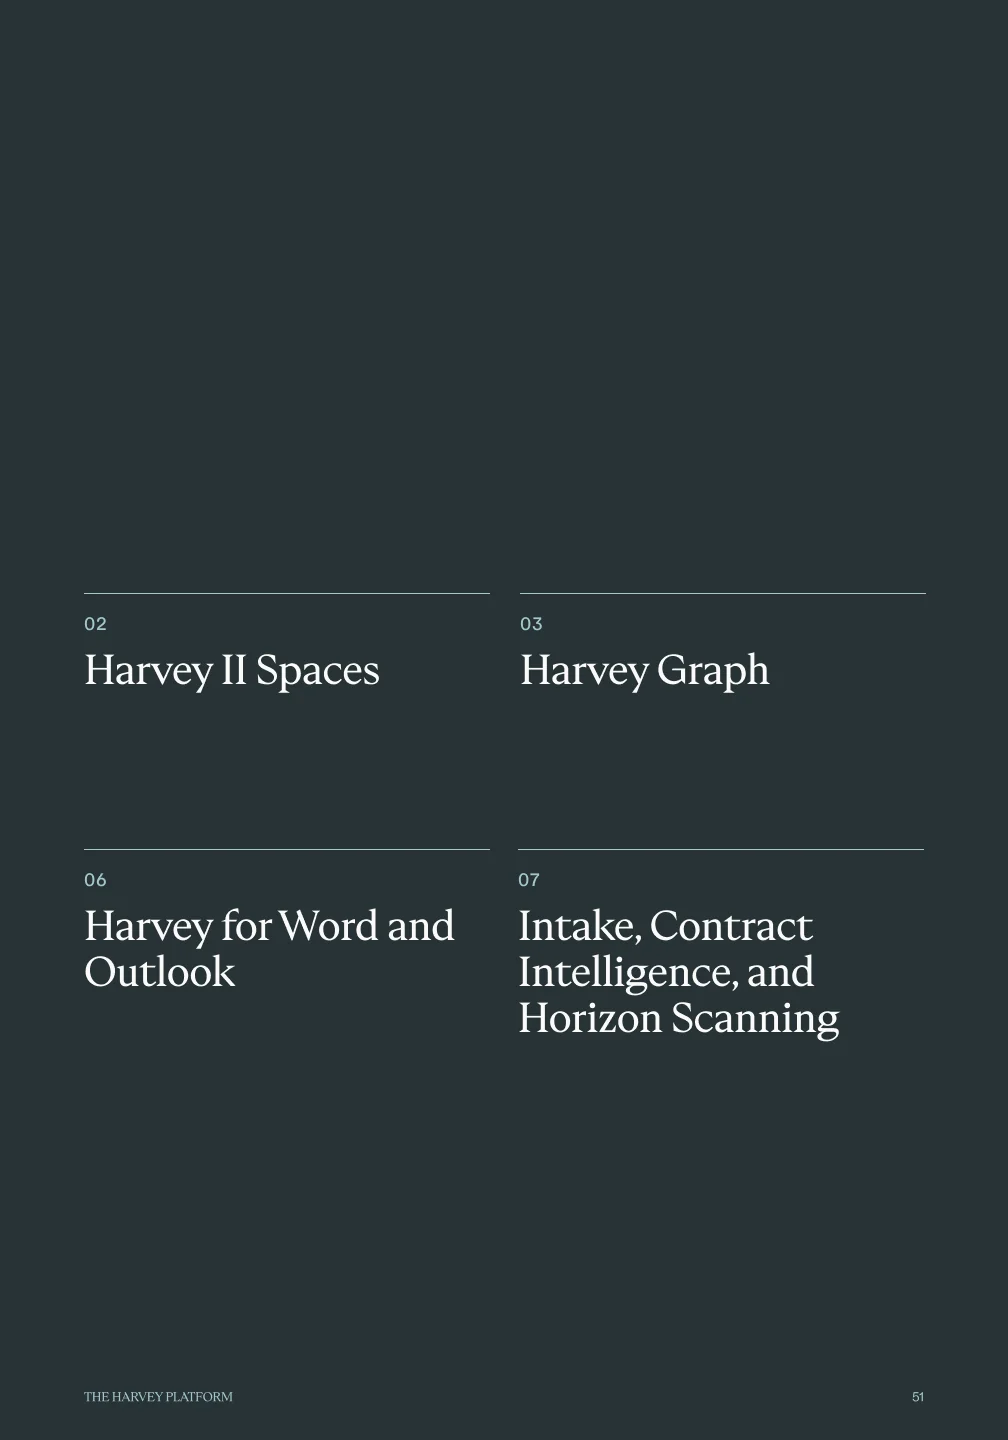 02
Harvey II Spaces
03
Harvey Graph
06
Harvey for Word and
Outlook
07
Intake, Contract
Intelligence, and
Horizon Scanning
THE HARVEY PLATFORM
51